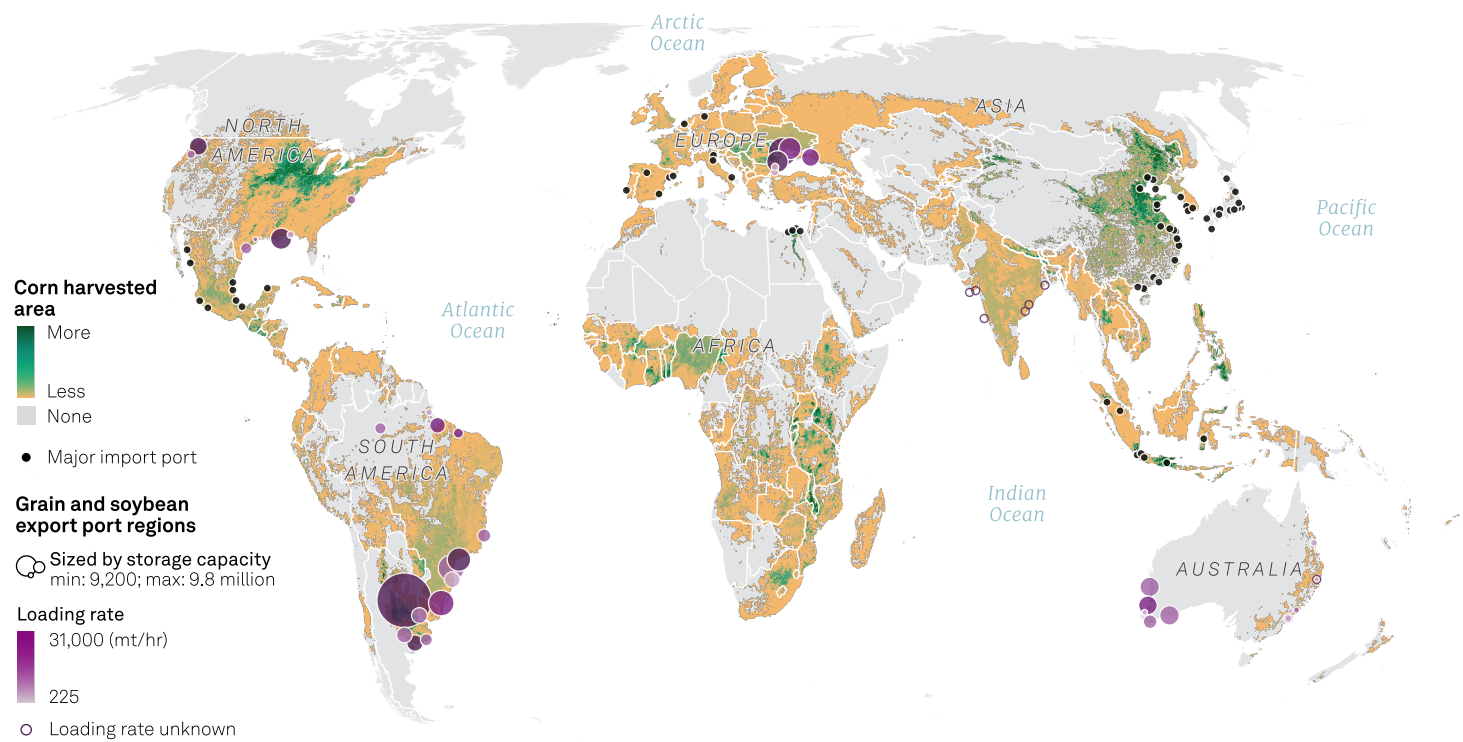 Arctic
Ocean
ASIA
NORTH
AMERICA
EUROPE
Pacific
Ocean
Corn harvested
area
More
Less
None
Major import port
Atlantic
Ocean
AFRICA
SOUTH
AMERICA
Indian
Ocean
Grain and soybean
export port regions
Sized by storage capacity
min: 9,200; max: 9.8 million
AUSTRALIA
Loading rate
31,000 (mt/hr)
225
Loading rate unknown